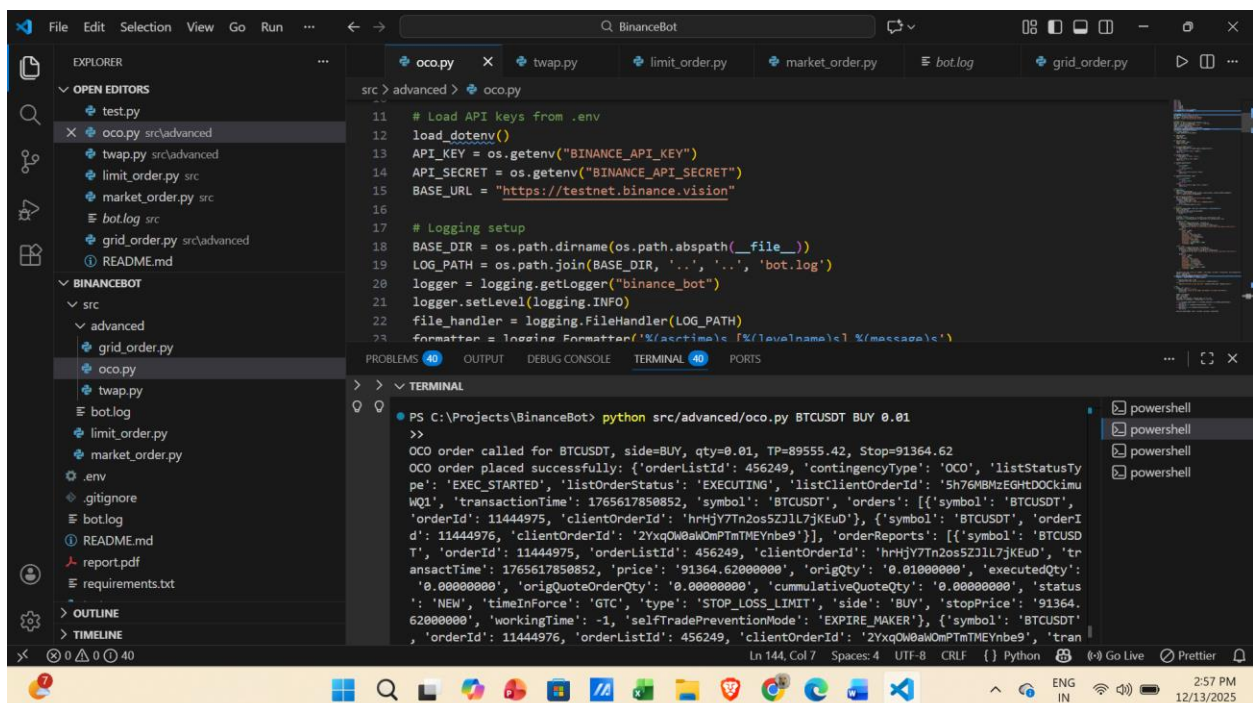 File Edit Selection View Go Run ···
BinanceBot
EXPLORER ···
OPEN EDITORS
test.py
oco.py src\advanced
twap.py src\advanced
limit_order.py src
market_order.py src
bot.log src
grid_order.py src\advanced
README.md
BINANCEBOT
src
advanced
grid_order.py
oco.py
twap.py
bot.log
limit_order.py
market_order.py
.env
.gitignore
bot.log
README.md
report.pdf
requirements.txt
OUTLINE
TIMELINE
oco.py twap.py limit_order.py market_order.py bot.log grid_order.py ···
src > advanced > oco.py
11 # Load API keys from .env
12 load_dotenv()
13 API_KEY = os.getenv("BINANCE_API_KEY")
14 API_SECRET = os.getenv("BINANCE_API_SECRET")
15 BASE_URL = "https://testnet.binance.vision"
16
17 # Logging setup
18 BASE_DIR = os.path.dirname(os.path.abspath(__file__))
19 LOG_PATH = os.path.join(BASE_DIR, '..', '..', 'bot.log')
20 logger = logging.getLogger("binance_bot")
21 logger.setLevel(logging.INFO)
22 file_handler = logging.FileHandler(LOG_PATH)
23 formatter = logging.Formatter('%(asctime)s [%(levelname)s] %(message)s')
PROBLEMS 40 OUTPUT DEBUG CONSOLE TERMINAL 40 PORTS ···
TERMINAL
PS C:\Projects\BinanceBot> python src/advanced/oco.py BTCUSDT BUY 0.01
>>
OCO order called for BTCUSDT, side=BUY, qty=0.01, TP=89555.42, Stop=91364.62
OCO order placed successfully: {'orderListId': 456249, 'contingencyType': 'OCO', 'listStatusTy
pe': 'EXEC_STARTED', 'listOrderStatus': 'EXECUTING', 'listClientOrderId': '5h76MBMzEGHtDOCkimu
WQ1', 'transactionTime': 1765617850852, 'symbol': 'BTCUSDT', 'orders': [{'symbol': 'BTCUSDT',
'orderId': 11444975, 'clientOrderId': 'hrHjY7Tn2os5ZJlL7jKEuD'}, {'symbol': 'BTCUSDT', 'orderI
d': 11444976, 'clientOrderId': '2YxqOW0aWOmPTmTMEYnbe9'}], 'orderReports': [{'symbol': 'BTCUSD
T', 'orderId': 11444975, 'orderListId': 456249, 'clientOrderId': 'hrHjY7Tn2os5ZJlL7jKEuD', 'tr
ansactTime': 1765617850852, 'price': '91364.62000000', 'origQty': '0.01000000', 'executedQty':
'0.00000000', 'origQuoteOrderQty': '0.00000000', 'cummulativeQuoteQty': '0.00000000', 'status
': 'NEW', 'timeInForce': 'GTC', 'type': 'STOP_LOSS_LIMIT', 'side': 'BUY', 'stopPrice': '91364.
62000000', 'workingTime': -1, 'selfTradePreventionMode': 'EXPIRE_MAKER'}, {'symbol': 'BTCUSDT'
, 'orderId': 11444976, 'orderListId': 456249, 'clientOrderId': '2YxqOW0aWOmPTmTMEYnbe9', 'tran
powershell
powershell
powershell
powershell
0 0 40
Ln 144, Col 7 Spaces: 4 UTF-8 CRLF {} Python Go Live Prettier
7
ENG
IN
2:57 PM
12/13/2025